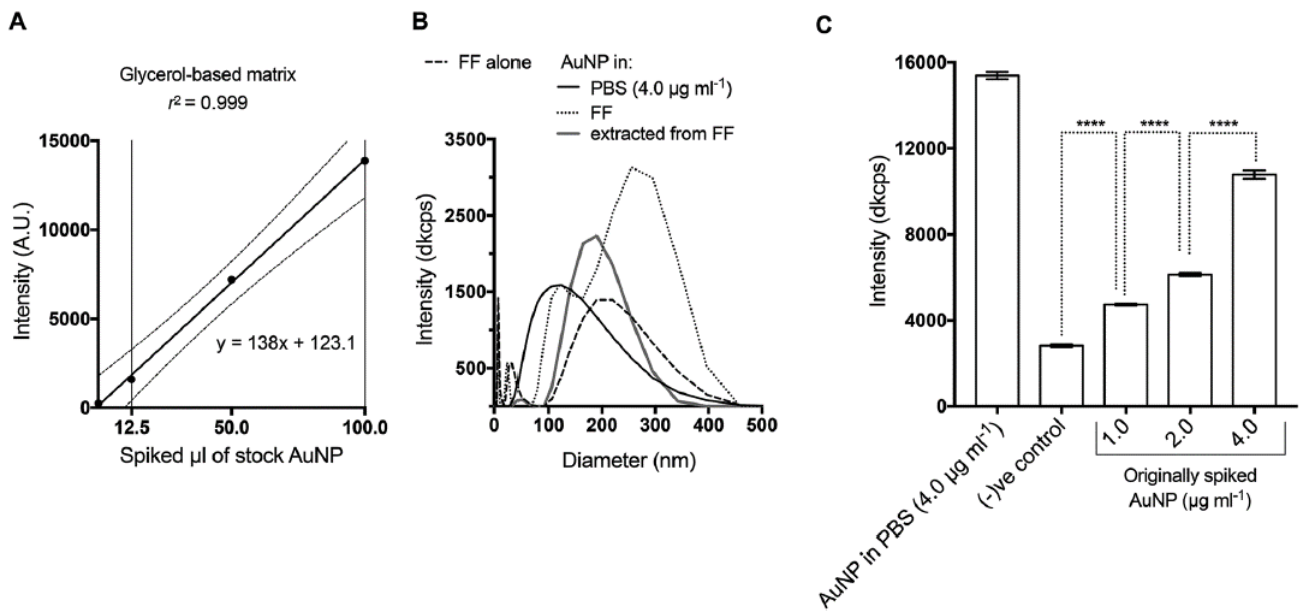 A
Glycerol-based matrix
r² = 0.999
Intensity (A.U.)
15000
10000
5000
0
y = 138x + 123.1
12.5
50.0
100.0
Spiked µl of stock AuNP
B
FF alone
AuNP in:
PBS (4.0 µg ml⁻¹)
FF
extracted from FF
Intensity (dkcps)
3500
2500
1500
500
0
100
200
300
400
500
Diameter (nm)
C
Intensity (dkcps)
16000
12000
8000
4000
0
****
****
****
AuNP in PBS (4.0 µg ml⁻¹)
(-)ve control
1.0
2.0
4.0
Originally spiked
AuNP (µg ml⁻¹)